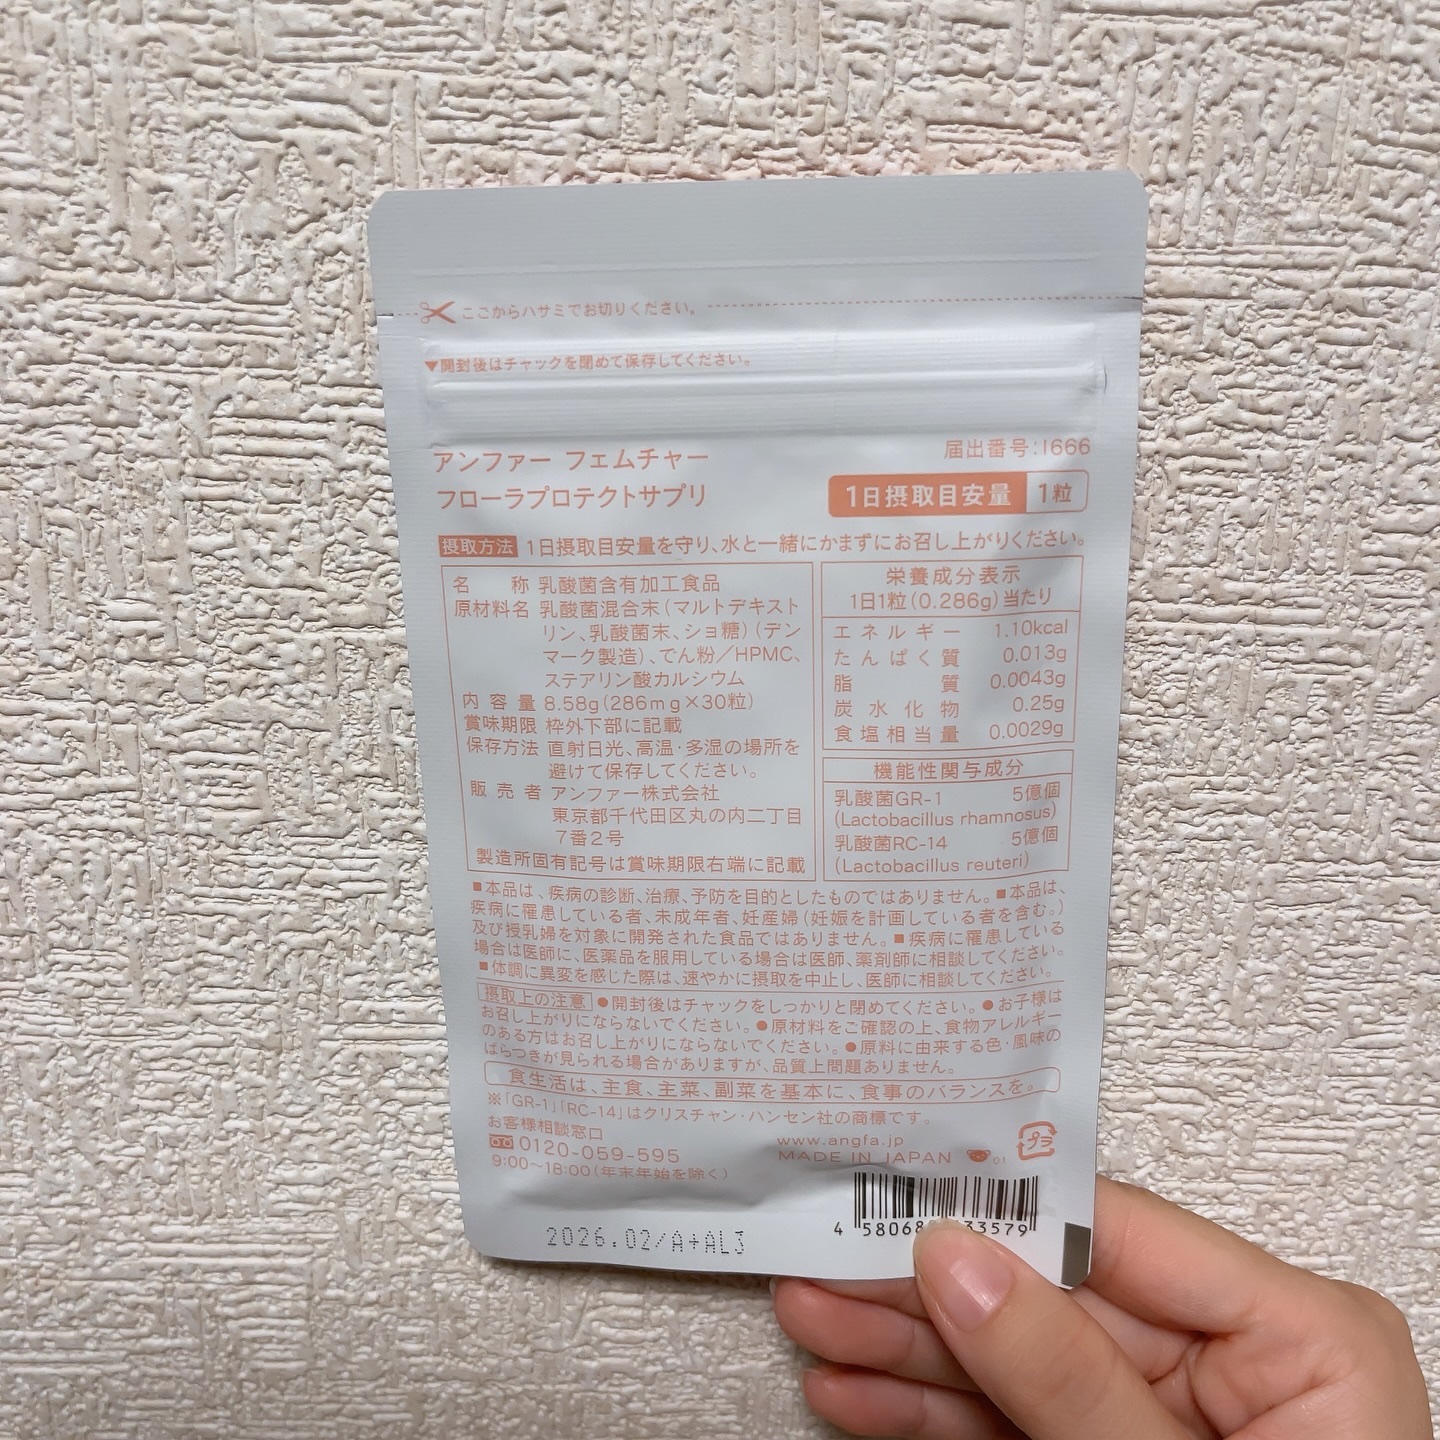 ここからハサミでお切りください。
▼開封後はチャックを閉めて保存してください。
届出番号:I666
アンファー フェムチャー
フローラプロテクトサプリ
1日摂取目安量 1粒
摂取方法 1日摂取目安量を守り、水と一緒にかまずにお召し上がりください。
名称 乳酸菌含有加工食品
原材料名 乳酸菌混合末(マルトデキスト
リン、乳酸菌末、ショ糖)(デン
マーク製造)、でん粉/HPMC、
ステアリン酸カルシウム
内容量 8.58g(286mg×30粒)
賞味期限 枠外下部に記載
保存方法 直射日光、高温・多湿の場所を
避けて保存してください。
販売者 アンファー株式会社
東京都千代田区丸の内二丁目
7番2号
製造所固有記号は賞味期限右端に記載
栄養成分表示
1日1粒(0.286g)当たり
エネルギー 1.10kcal
たんぱく質 0.013g
脂質 0.0043g
炭水化物 0.25g
食塩相当量 0.0029g
機能性関与成分
乳酸菌GR-1 5億個
(Lactobacillus rhamnosus)
乳酸菌RC-14 5億個
(Lactobacillus reuteri)
■本品は、疾病の診断、治療、予防を目的としたものではありません。■本品は、
疾病に罹患している者、未成年者、妊産婦(妊娠を計画している者を含む。)
及び授乳婦を対象に開発された食品ではありません。■疾病に罹患している
場合は医師に、医薬品を服用している場合は医師、薬剤師に相談してください。
■体調に異変を感じた際は、速やかに摂取を中止し、医師に相談してください。
摂取上の注意 ●開封後はチャックをしっかりと閉めてください。●お子様は
お召し上がりにならないでください。●原材料をご確認の上、食物アレルギー
のある方はお召し上がりにならないでください。●原料に由来する色・風味の
ばらつきが見られる場合がありますが、品質上問題ありません。
食生活は、主食、主菜、副菜を基本に、食事のバランスを。
※「GR-1」「RC-14」はクリスチャン・ハンセン社の商標です。
お客様相談窓口
0120-059-595
9:00~18:00(年末年始を除く)
www.angfa.jp
MADE IN JAPAN 01
プラ
2026.02/A+AL3
4 58068 33579